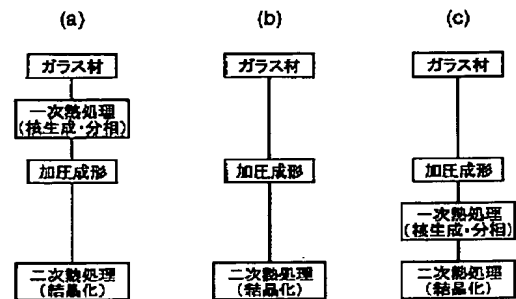 (a)
ガラス材
一次熱処理
(核生成・分相)
加圧成形
二次熱処理
(結晶化)
(b)
ガラス材
加圧成形
二次熱処理
(結晶化)
(c)
ガラス材
加圧成形
一次熱処理
(核生成・分相)
二次熱処理
(結晶化)